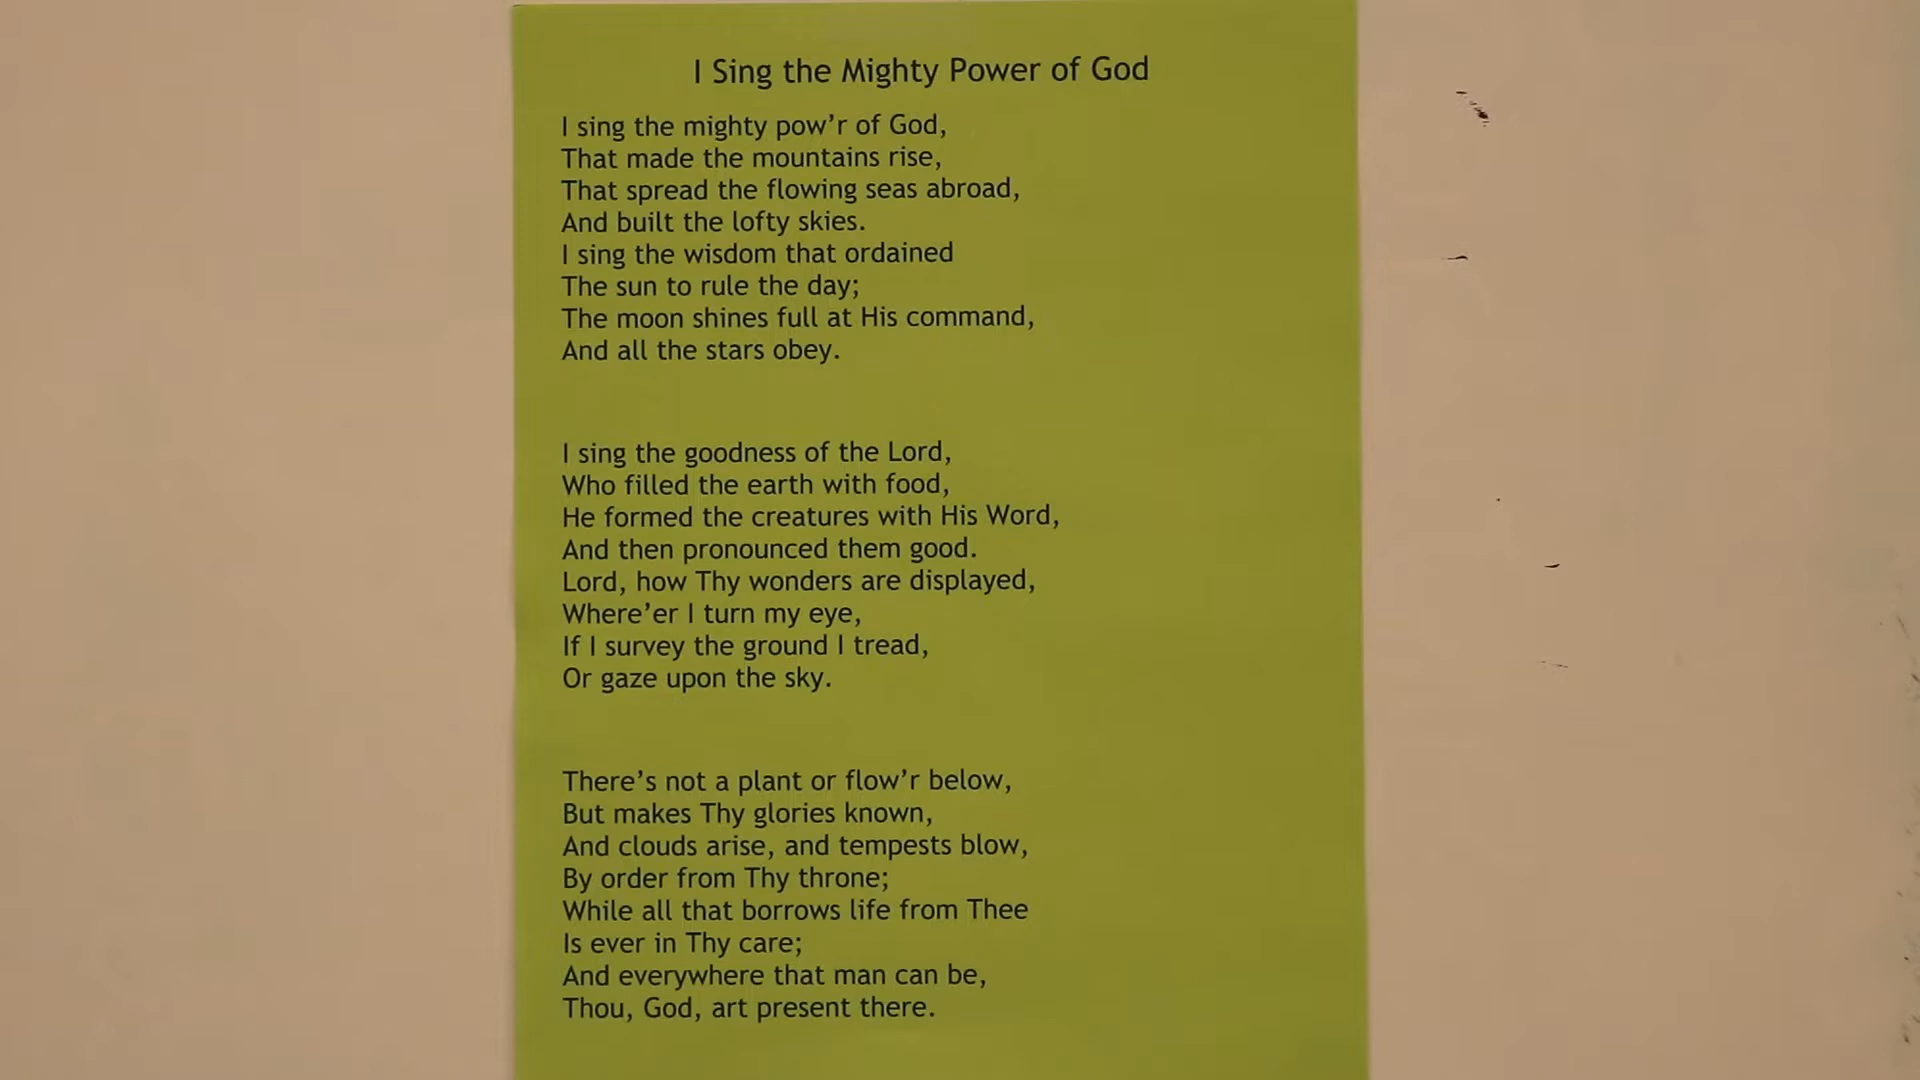 I Sing the Mighty Power of God
I sing the mighty pow’r of God,
That made the mountains rise,
That spread the flowing seas abroad,
And built the lofty skies.
I sing the wisdom that ordained
The sun to rule the day;
The moon shines full at His command,
And all the stars obey.
I sing the goodness of the Lord,
Who filled the earth with food,
He formed the creatures with His Word,
And then pronounced them good.
Lord, how Thy wonders are displayed,
Where’er I turn my eye,
If I survey the ground I tread,
Or gaze upon the sky.
There’s not a plant or flow’r below,
But makes Thy glories known,
And clouds arise, and tempests blow,
By order from Thy throne;
While all that borrows life from Thee
Is ever in Thy care;
And everywhere that man can be,
Thou, God, art present there.